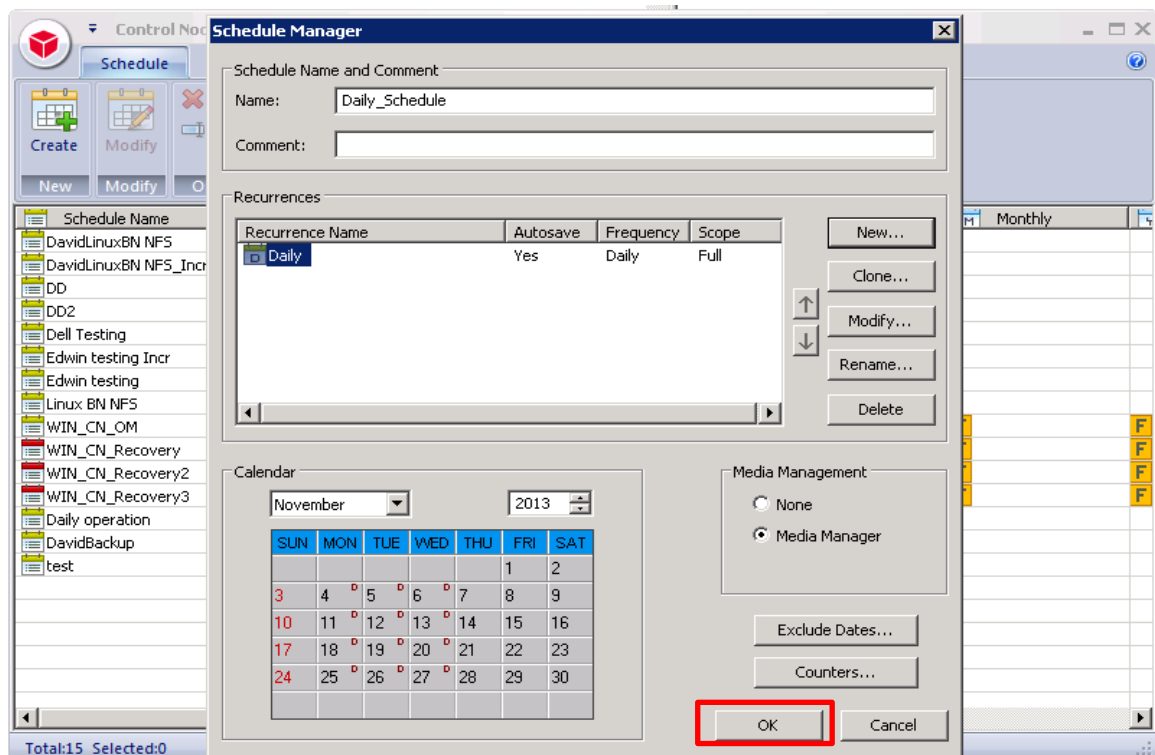 Control Noc
Schedule
Create
Modify
New
Modify
O
Schedule Name
Monthly
DavidLinuxBN NFS
DavidLinuxBN NFS_Incr
DD
DD2
Dell Testing
Edwin testing Incr
Edwin testing
Linux BN NFS
WIN_CN_OM
F
WIN_CN_Recovery
F
WIN_CN_Recovery2
F
WIN_CN_Recovery3
F
Daily operation
DavidBackup
test
Total:15 Selected:0
Schedule Manager
Schedule Name and Comment
Name: Daily_Schedule
Comment:
Recurrences
Recurrence Name Autosave Frequency Scope
D Daily Yes Daily Full
New...
Clone...
Modify...
Rename...
Delete
Calendar
November 2013
SUN MON TUE WED THU FRI SAT
1 2
3 4 D 5 D 6 D 7 8 9
10 11 D 12 D 13 D 14 15 16
17 18 D 19 D 20 D 21 22 23
24 25 D 26 D 27 D 28 29 30
Media Management
None
Media Manager
Exclude Dates...
Counters...
OK Cancel